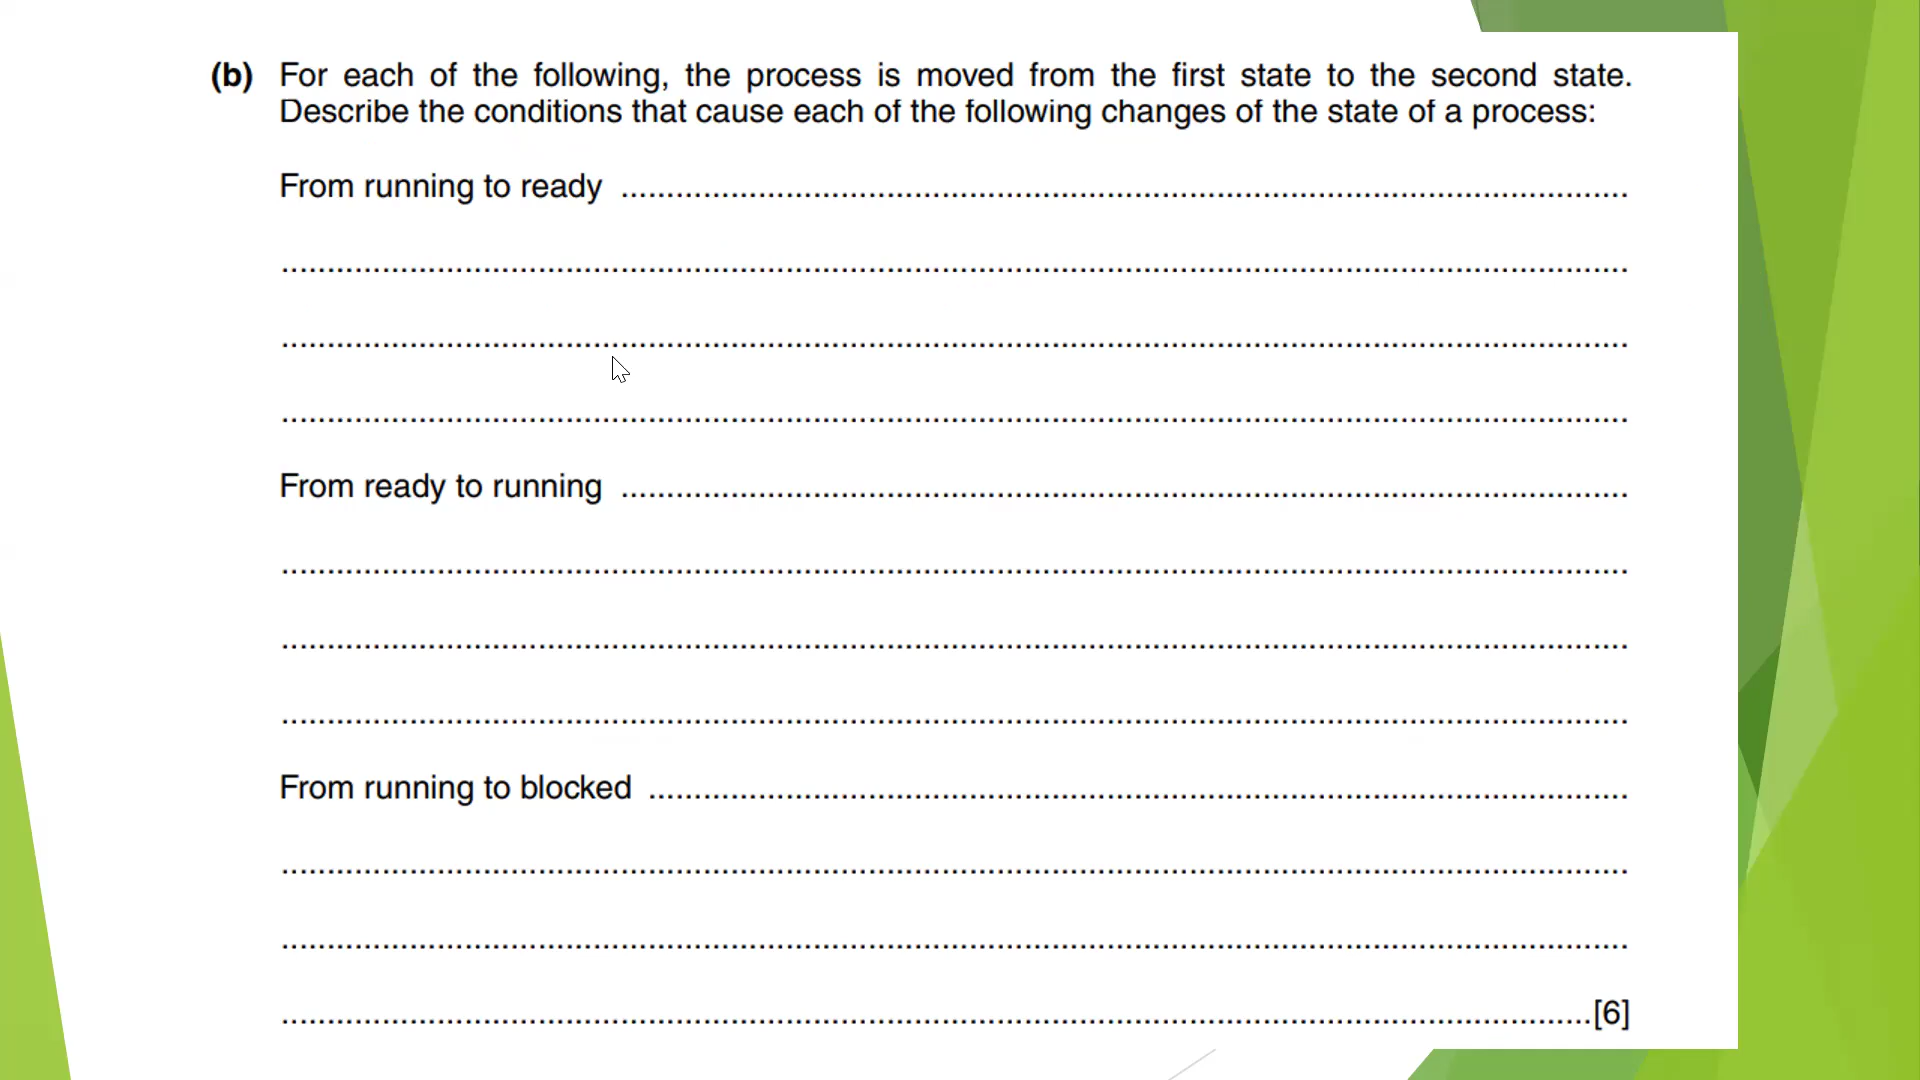 (b) For each of the following, the process is moved from the first state to the second state.
Describe the conditions that cause each of the following changes of the state of a process:
From running to ready ..........................................................................................
..........................................................................................
..........................................................................................
..........................................................................................
From ready to running ..........................................................................................
..........................................................................................
..........................................................................................
..........................................................................................
From running to blocked ..........................................................................................
..........................................................................................
..........................................................................................
..........................................................................................[6]